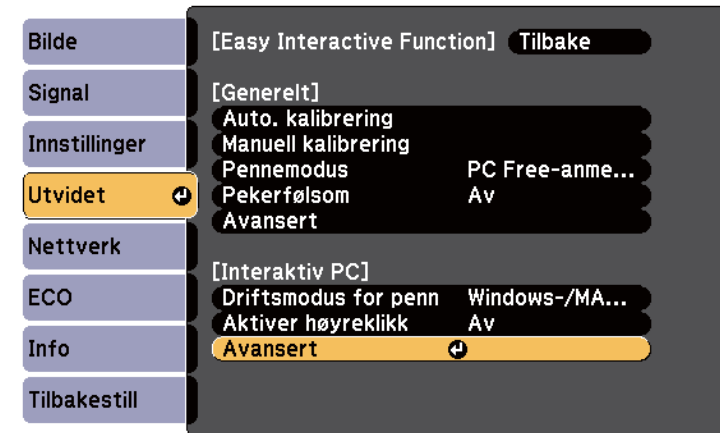 Bilde
Signal
Innstillinger
Utvidet
Nettverk
ECO
Info
Tilbakestill
[Easy Interactive Function] Tilbake
[Generelt]
Auto. kalibrering
Manuell kalibrering
Pennemodus PC Free-anme...
Pekerfølsom Av
Avansert
[Interaktiv PC]
Driftsmodus for penn Windows-/MA...
Aktiver høyreklikk Av
Avansert